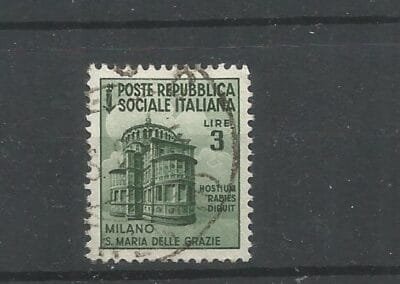 POSTE REPUBBLICA
SOCIALE ITALIANA
LIRE
3
HOSTIUM
RABIES
DIRUIT
MILANO
S. MARIA DELLE GRAZIE